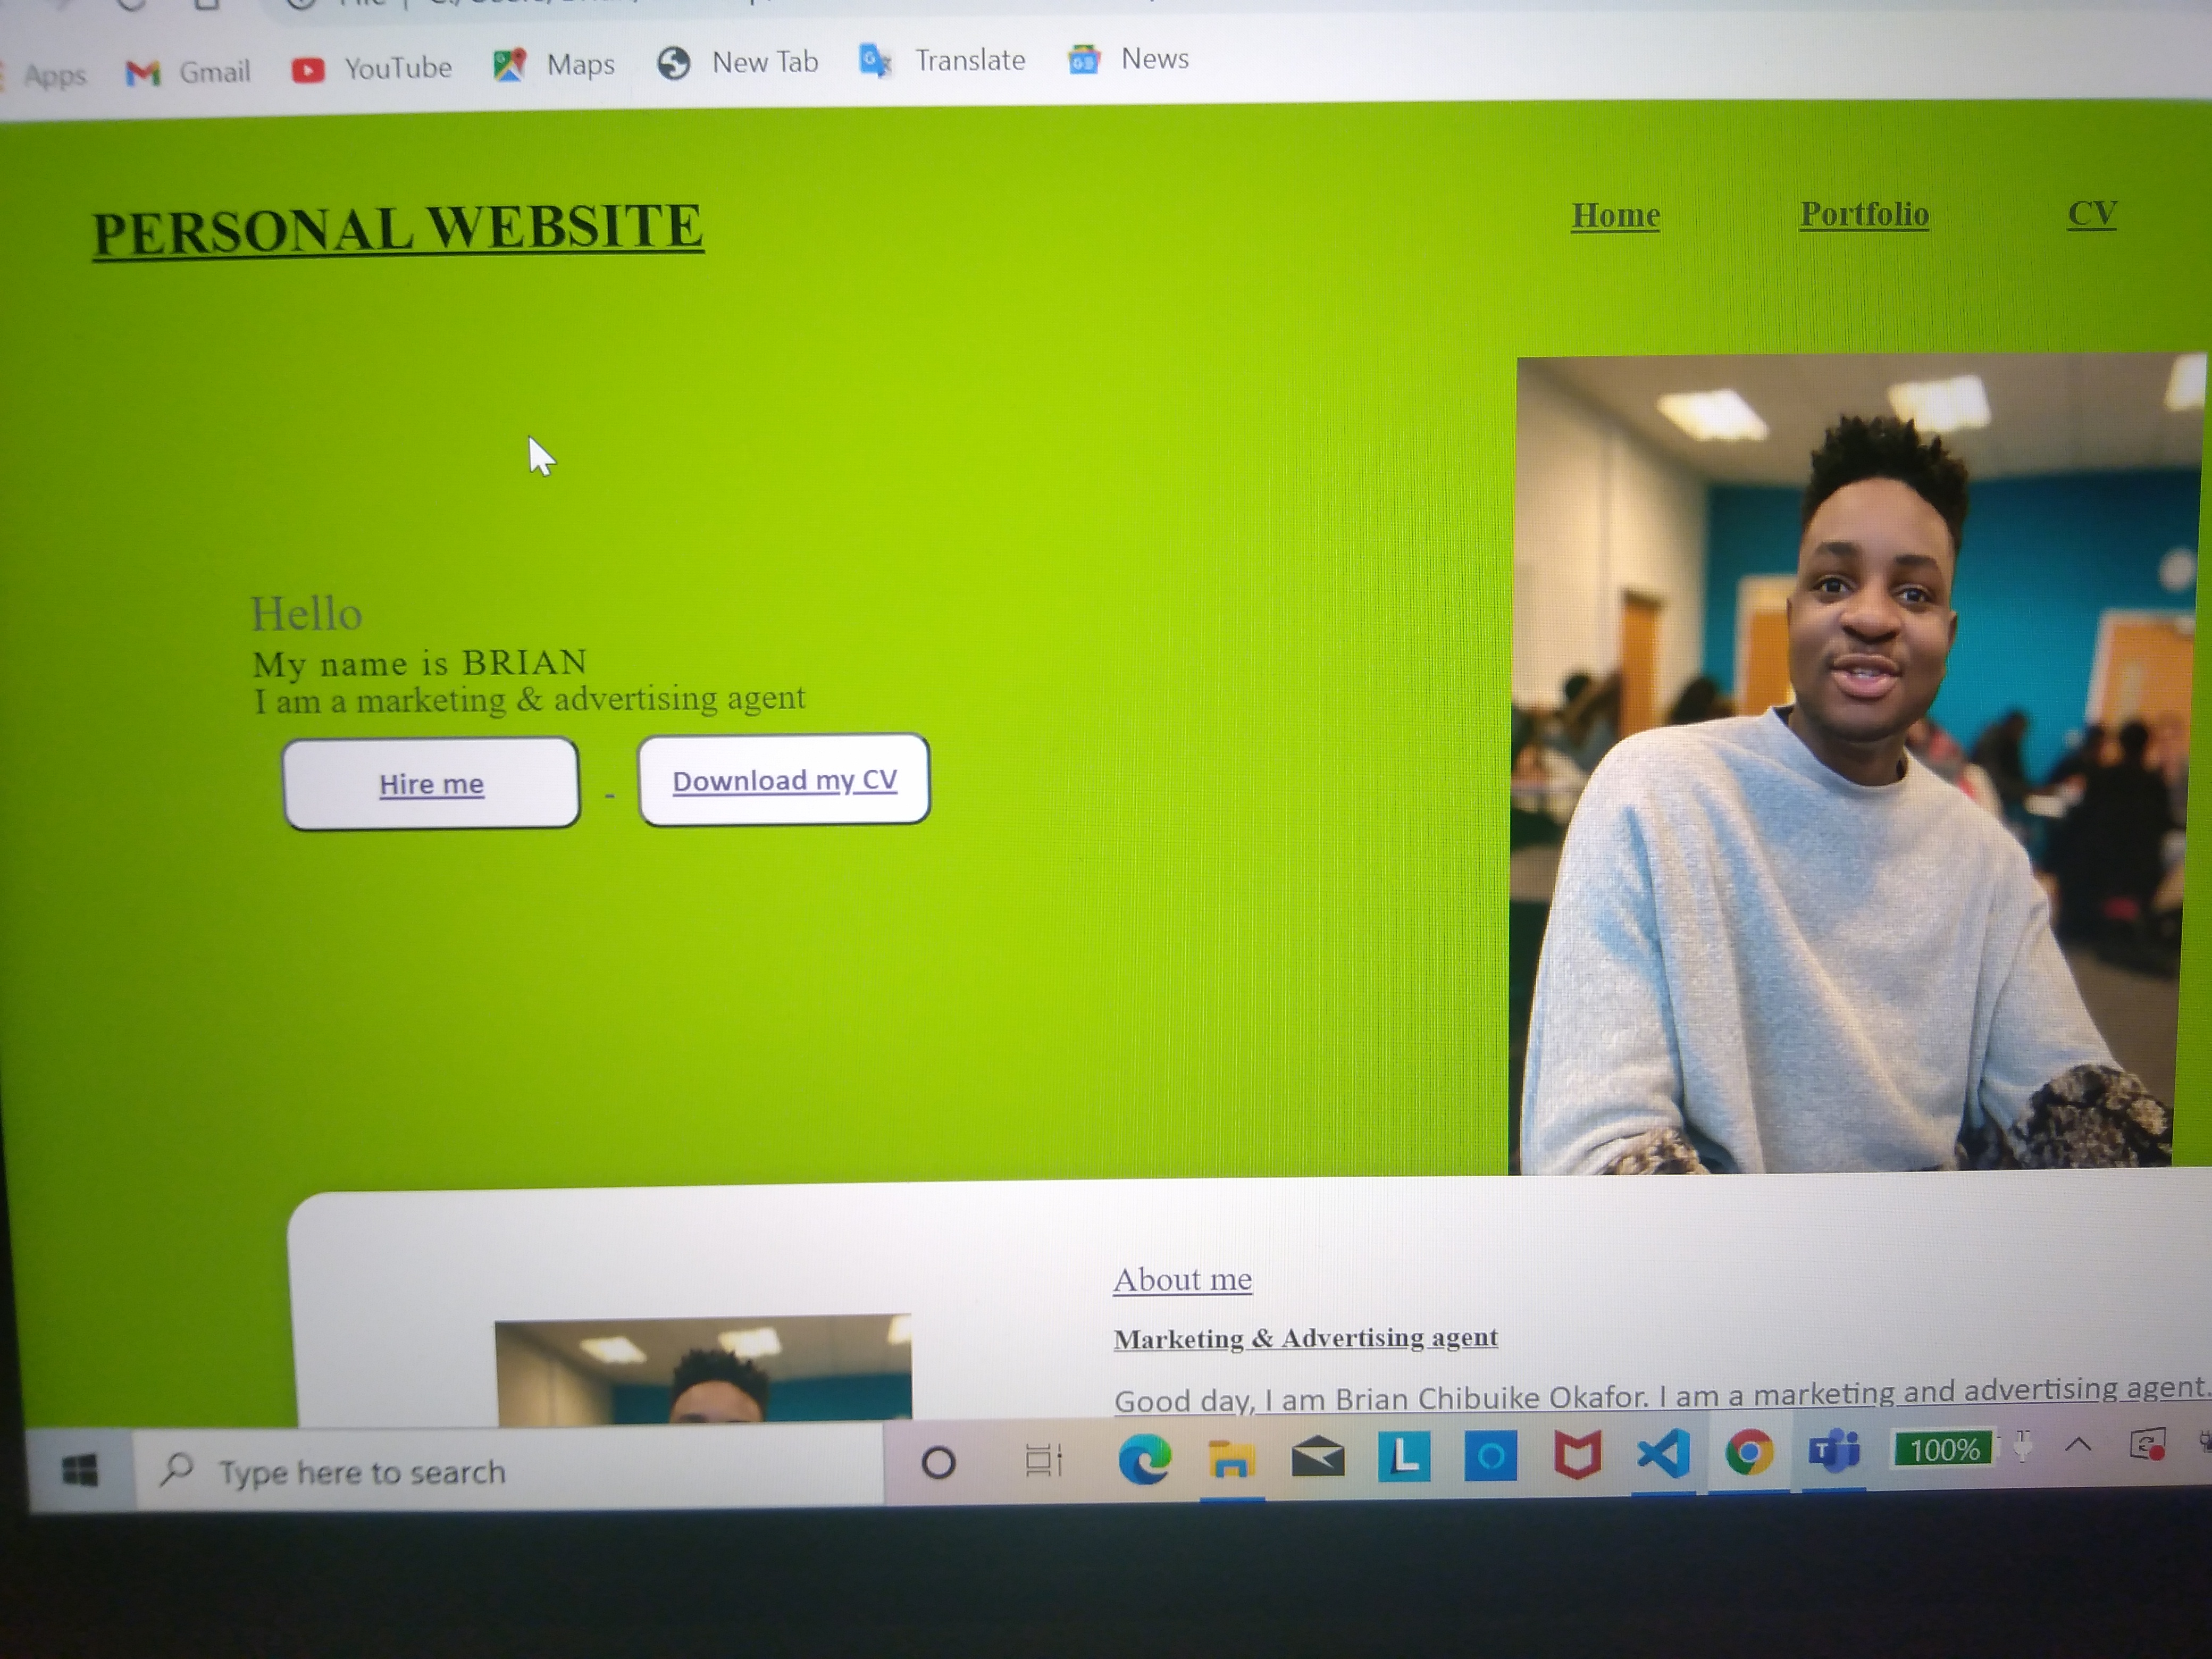 Apps Gmail YouTube Maps New Tab Translate News
PERSONAL WEBSITE
Home Portfolio CV
Hello
My name is BRIAN
I am a marketing & advertising agent
Hire me - Download my CV
About me
Marketing & Advertising agent
Good day, I am Brian Chibuike Okafor. I am a marketing and advertising agent.
Type here to search
L
T
100%